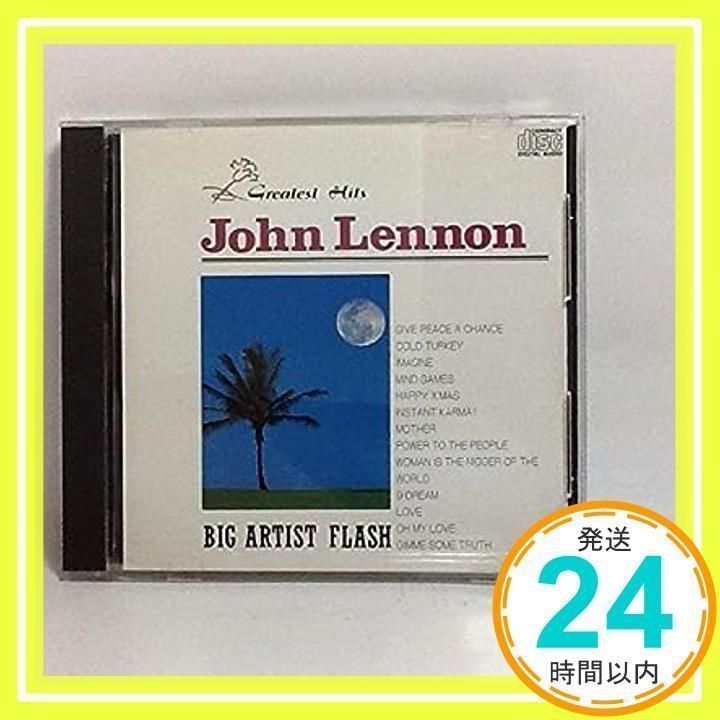 COMPACT
disc
DIGITAL AUDIO
Greatest Hits
John Lennon
GIVE PEACE A CHANCE
COLD TURKEY
IMAGINE
MIND GAMES
HAPPY XMAS
INSTANT KARMA!
MOTHER
POWER TO THE PEOPLE
WOMAN IS THE NIGGER OF THE
WORLD
9 DREAM
LOVE
OH MY LOVE
GIMME SOME TRUTH
BIG ARTIST FLASH
発送
24
時間以内